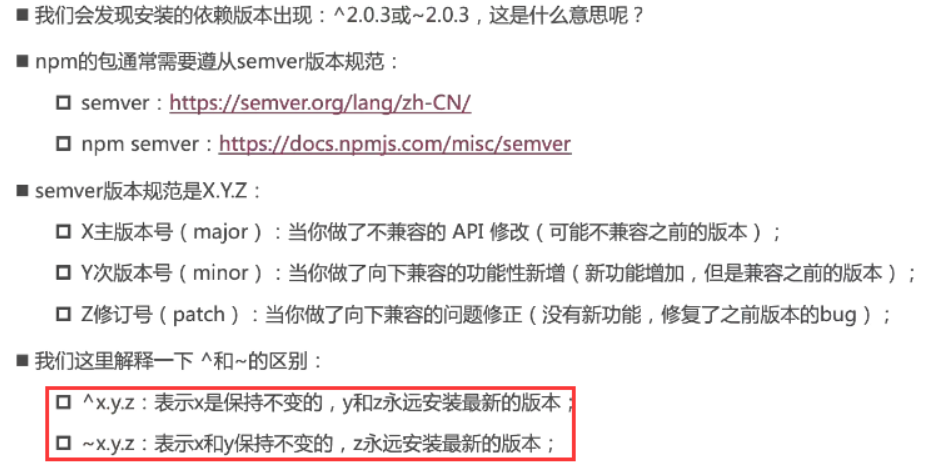 ■ 我们会发现安装的依赖版本出现：^2.0.3或~2.0.3，这是什么意思呢？
■ npm的包通常需要遵从semver版本规范：
semver：https://semver.org/lang/zh-CN/
npm semver：https://docs.npmjs.com/misc/semver
■ semver版本规范是X.Y.Z：
X主版本号（major）：当你做了不兼容的 API 修改（可能不兼容之前的版本）；
Y次版本号（minor）：当你做了向下兼容的功能性新增（新功能增加，但是兼容之前的版本）；
Z修订号（patch）：当你做了向下兼容的问题修正（没有新功能，修复了之前版本的bug）；
■ 我们这里解释一下 ^和~的区别：
^x.y.z：表示x是保持不变的，y和z永远安装最新的版本；
~x.y.z：表示x和y保持不变的，z永远安装最新的版本；